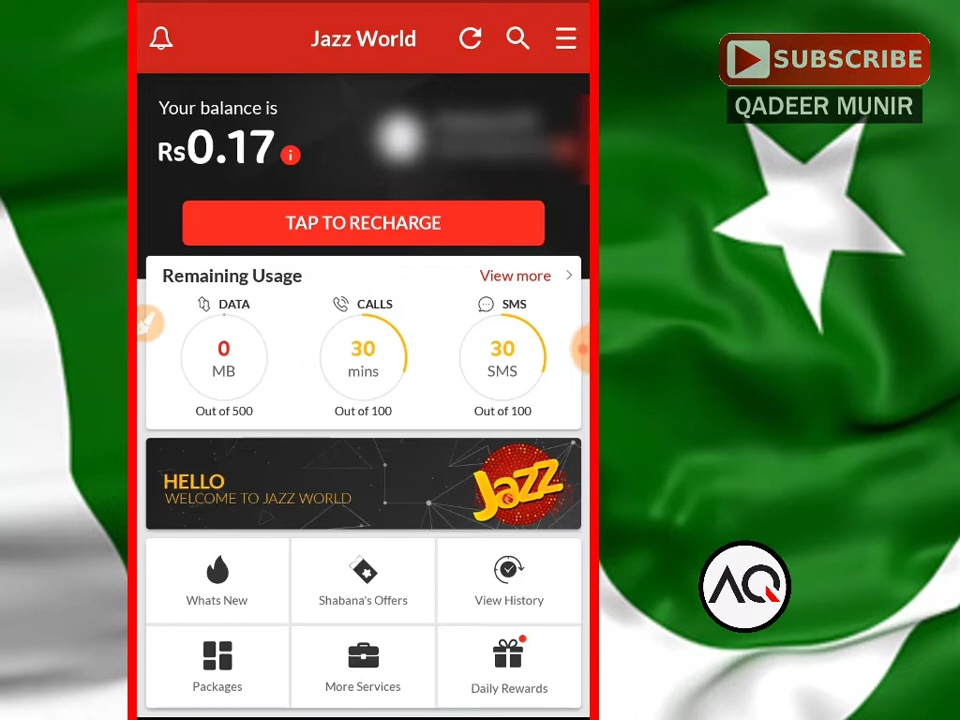 Jazz World
SUBSCRIBE
QADEER MUNIR
Your balance is
Rs0.17 i
TAP TO RECHARGE
Remaining Usage View more
DATA CALLS SMS
0 30 30
MB mins SMS
Out of 500 Out of 100 Out of 100
HELLO
WELCOME TO JAZZ WORLD
Jazz
AQ
Whats New Shabana's Offers View History
Packages More Services Daily Rewards